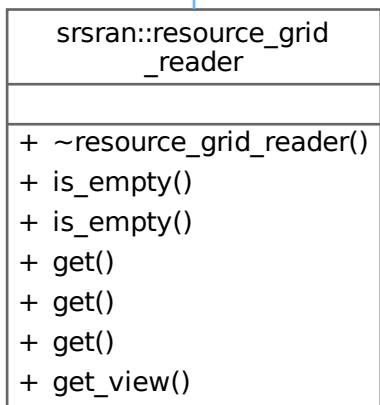 srsran::resource_grid
_reader
+ ~resource_grid_reader()
+ is_empty()
+ is_empty()
+ get()
+ get()
+ get()
+ get_view()